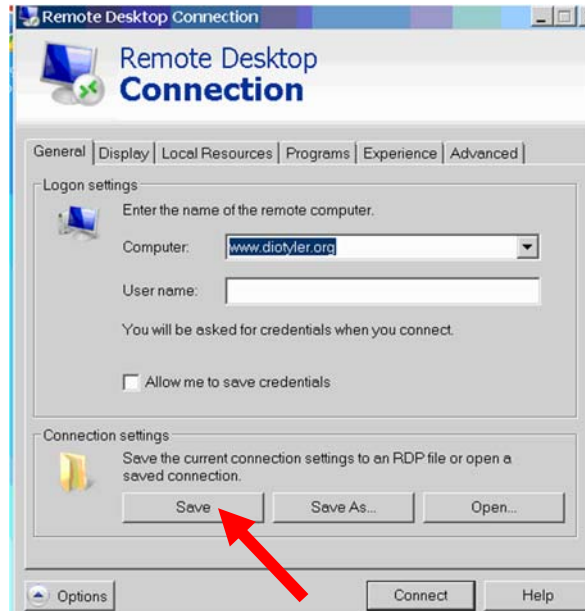 Remote Desktop Connection
Remote Desktop
Connection
General Display Local Resources Programs Experience Advanced
Logon settings
Enter the name of the remote computer.
Computer: www.diotyler.org
User name:
You will be asked for credentials when you connect.
Allow me to save credentials
Connection settings
Save the current connection settings to an RDP file or open a
saved connection.
Save Save As... Open...
Options Connect Help